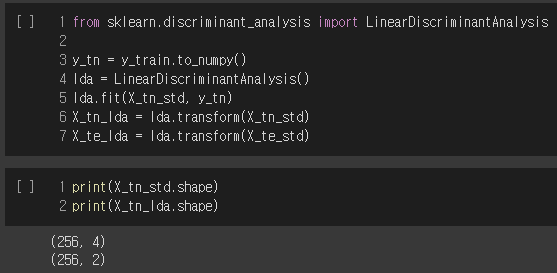 [ ] 1 from sklearn.discriminant_analysis import LinearDiscriminantAnalysis
2
3 y_tn = y_train.to_numpy()
4 lda = LinearDiscriminantAnalysis()
5 lda.fit(X_tn_std, y_tn)
6 X_tn_lda = lda.transform(X_tn_std)
7 X_te_lda = lda.transform(X_te_std)
[ ] 1 print(X_tn_std.shape)
2 print(X_tn_lda.shape)
(256, 4)
(256, 2)